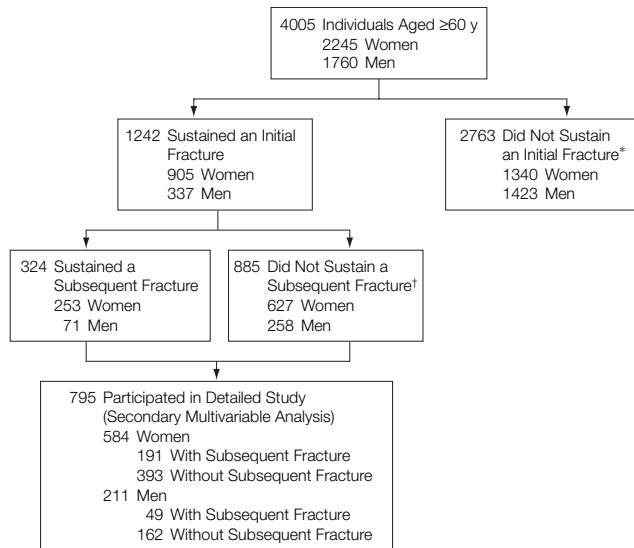 4005 Individuals Aged ≥60 y
2245 Women
1760 Men
1242 Sustained an Initial
Fracture
905 Women
337 Men
2763 Did Not Sustain
an Initial Fracture*
1340 Women
1423 Men
324 Sustained a
Subsequent Fracture
253 Women
71 Men
885 Did Not Sustain a
Subsequent Fracture†
627 Women
258 Men
795 Participated in Detailed Study
(Secondary Multivariable Analysis)
584 Women
191 With Subsequent Fracture
393 Without Subsequent Fracture
211 Men
49 With Subsequent Fracture
162 Without Subsequent Fracture